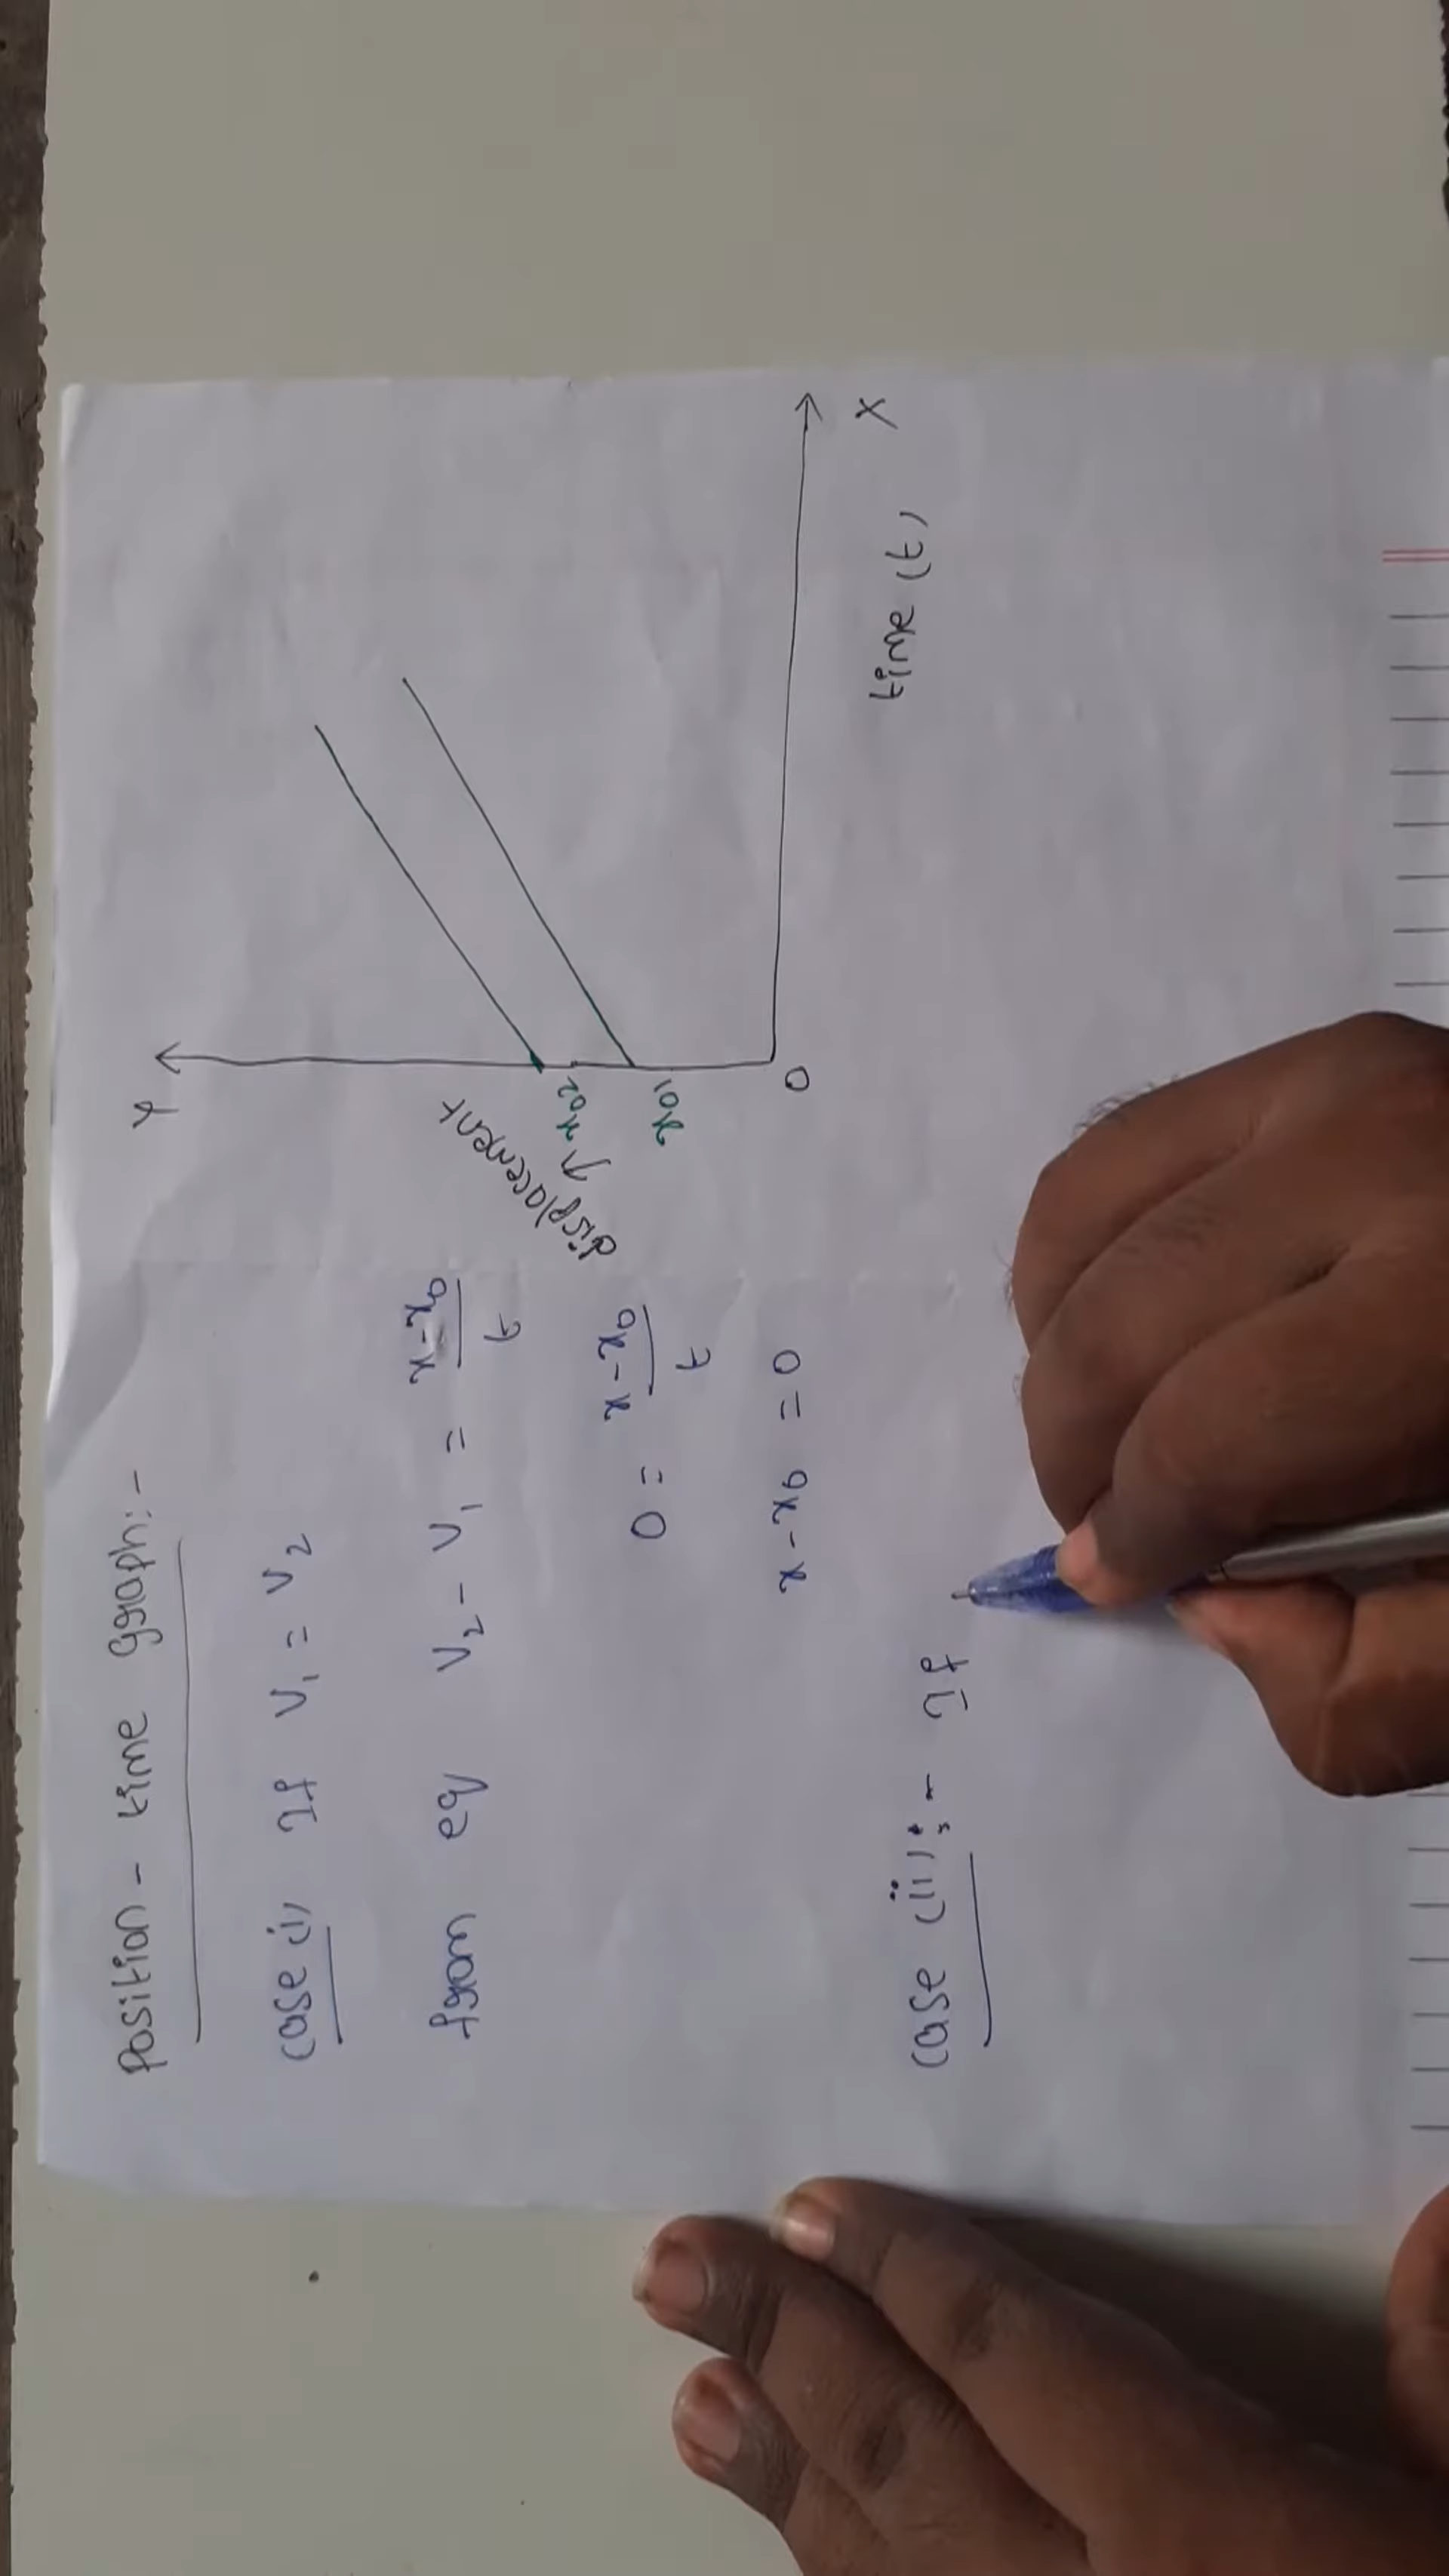 Position - time graph:-
case (i) If V₁ = V₂
from eq V₂ - V₁ = x-x₀/t
0 = x-x₀/t
x-x₀ = 0
case (ii):- If
Y
displacement →
x₀₂
x₀₁
O
time (t)
X